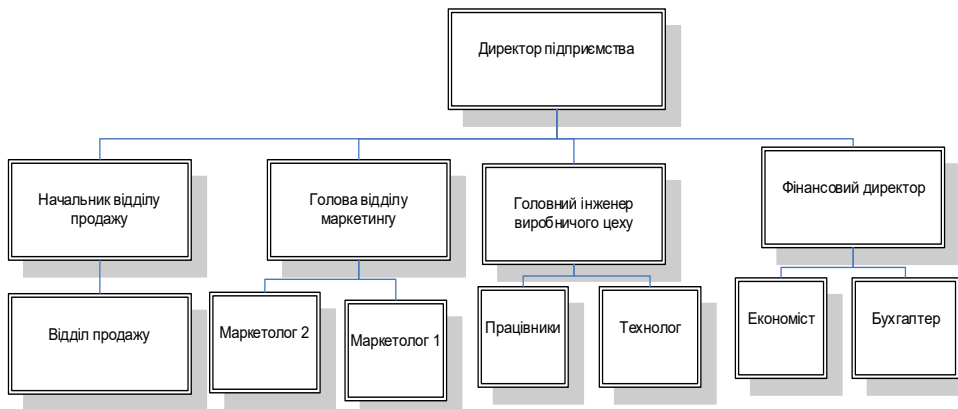 Директор підприємства
Начальник відділу
продажу
Голова відділу
маркетингу
Головний інженер
виробничого цеху
Фінансовий директор
Відділ продажу
Маркетолог 2
Маркетолог 1
Працівники
Технолог
Економіст
Бухгалтер